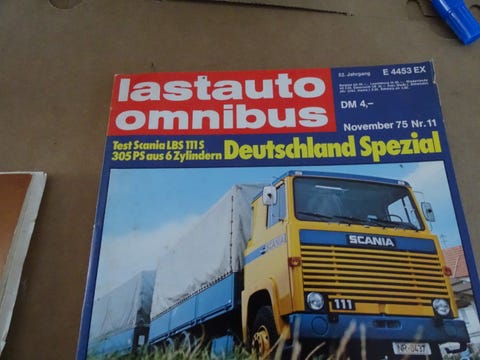 lastauto
omnibus
52. Jahrgang
E 4453 EX
DM 4,–
November 75 Nr. 11
Test Scania LBS 111 S
305 PS aus 6 Zylindern
Deutschland Spezial
SCANIA
111